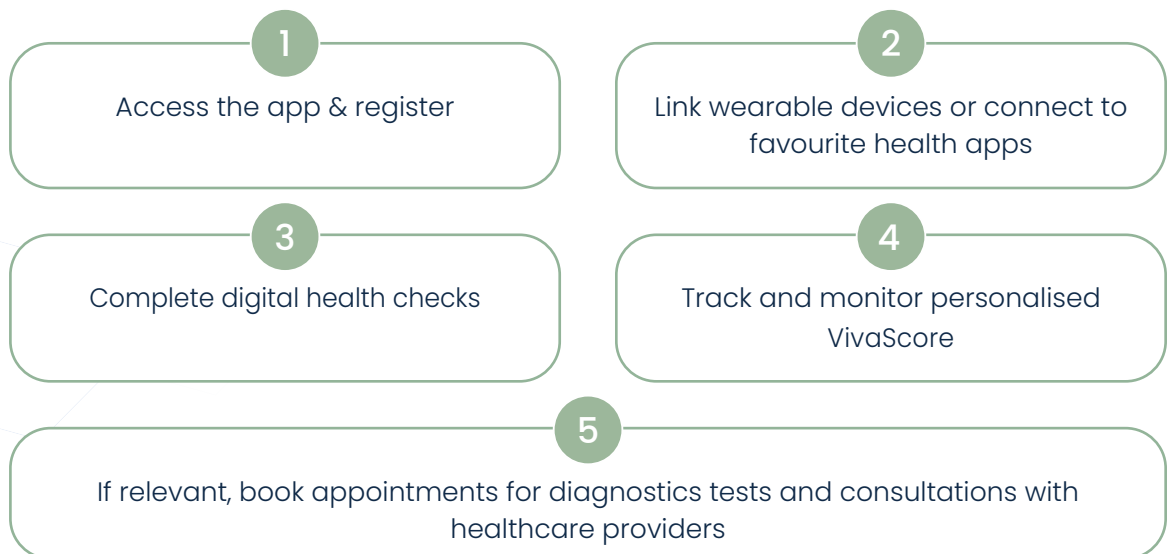 1
Access the app & register
2
Link wearable devices or connect to
favourite health apps
3
Complete digital health checks
4
Track and monitor personalised
VivaScore
5
If relevant, book appointments for diagnostics tests and consultations with
healthcare providers